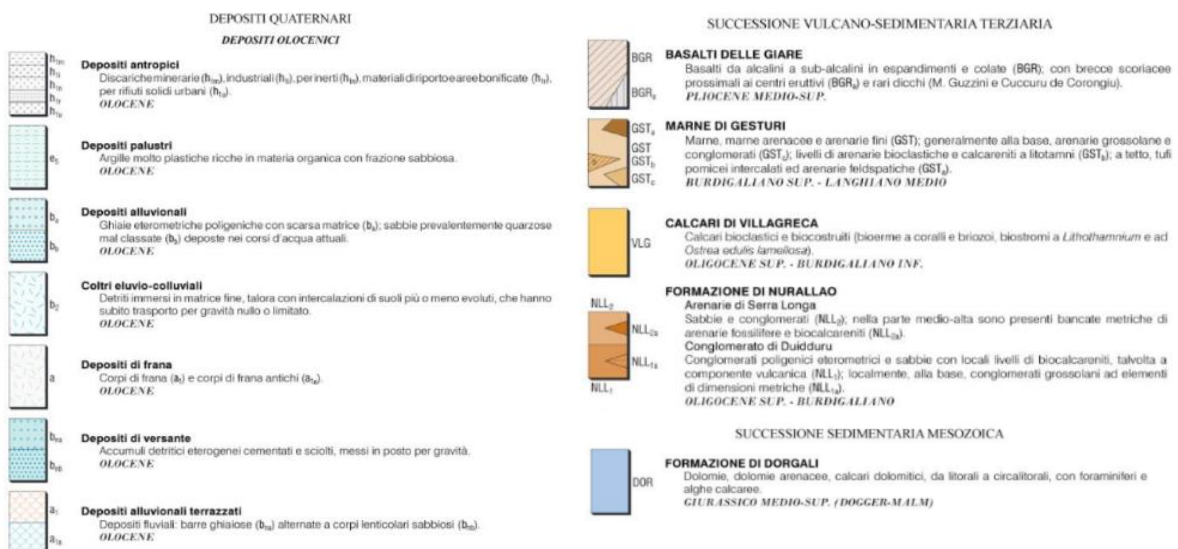 DEPOSITI QUATERNARI
DEPOSITI OLOCENICI
Depositi antropici
Discariche minerarie (hm), industriali (hi), per inerti (hn), materiali di riporto e aree bonificate (hr),
per rifiuti solidi urbani (hu).
OLOCENE
e5
Depositi palustri
Argille molto plastiche ricche in materia organica con frazione sabbiosa.
OLOCENE
ba
bb
Depositi alluvionali
Ghiaie eterometriche poligeniche con scarsa matrice (ba); sabbie prevalentemente quarzose
mal classate (bb) deposte nei corsi d'acqua attuali.
OLOCENE
b2
Coltri eluvio-colluviali
Detriti immersi in matrice fine, talora con intercalazioni di suoli più o meno evoluti, che hanno
subito trasporto per gravità nullo o limitato.
OLOCENE
a
Depositi di frana
Corpi di frana (a1) e corpi di frana antichi (a1a).
OLOCENE
bna
bnb
Depositi di versante
Accumuli detritici eterogenei cementati e sciolti, messi in posto per gravità.
OLOCENE
a1
a1a
Depositi alluvionali terrazzati
Depositi fluviali: barre ghiaiose (bna) alternate a corpi lenticolari sabbiosi (bnb).
OLOCENE
SUCCESSIONE VULCANO-SEDIMENTARIA TERZIARIA
BGR
BGRs
BASALTI DELLE GIARE
Basalti da alcalini a sub-alcalini in espandimenti e colate (BGR); con brecce scoriacee
prossimali ai centri eruttivi (BGRs) e rari dicchi (M. Guzzini e Cuccuru de Corongiu).
PLIOCENE MEDIO-SUP.
GSTa
GST
GSTb
GSTc
MARNE DI GESTURI
Marne, marne arenacee e arenarie fini (GST); generalmente alla base, arenarie grossolane e
conglomerati (GSTc); livelli di arenarie bioclastiche e calcareniti a litotamni (GSTb); a tetto, tufi
pomicei intercalati ed arenarie feldspatiche (GSTa).
BURDIGALIANO SUP. - LANGHIANO MEDIO
VLG
CALCARI DI VILLAGRECA
Calcari bioclastici e biocostruiti (bioerme a coralli e briozoi, biostromi a Lithothamnium e ad
Ostrea edulis lamellosa).
OLIGOCENE SUP. - BURDIGALIANO INF.
NLL2
NLL2a
NLL1a
NLL1
FORMAZIONE DI NURALLAO
Arenarie di Serra Longa
Sabbie e conglomerati (NLL2); nella parte medio-alta sono presenti bancate metriche di
arenarie fossilifere e biocalcareniti (NLL2a).
Conglomerato di Duidduru
Conglomerati poligenici eterometrici e sabbie con locali livelli di biocalcareniti, talvolta a
componente vulcanica (NLL1); localmente, alla base, conglomerati grossolani ad elementi
di dimensioni metriche (NLL1a).
OLIGOCENE SUP. - BURDIGALIANO
SUCCESSIONE SEDIMENTARIA MESOZOICA
DOR
FORMAZIONE DI DORGALI
Dolomie, dolomie arenacee, calcari dolomitici, da litorali a circalitorali, con foraminiferi e
alghe calcaree.
GIURASSICO MEDIO-SUP. (DOGGER-MALM)